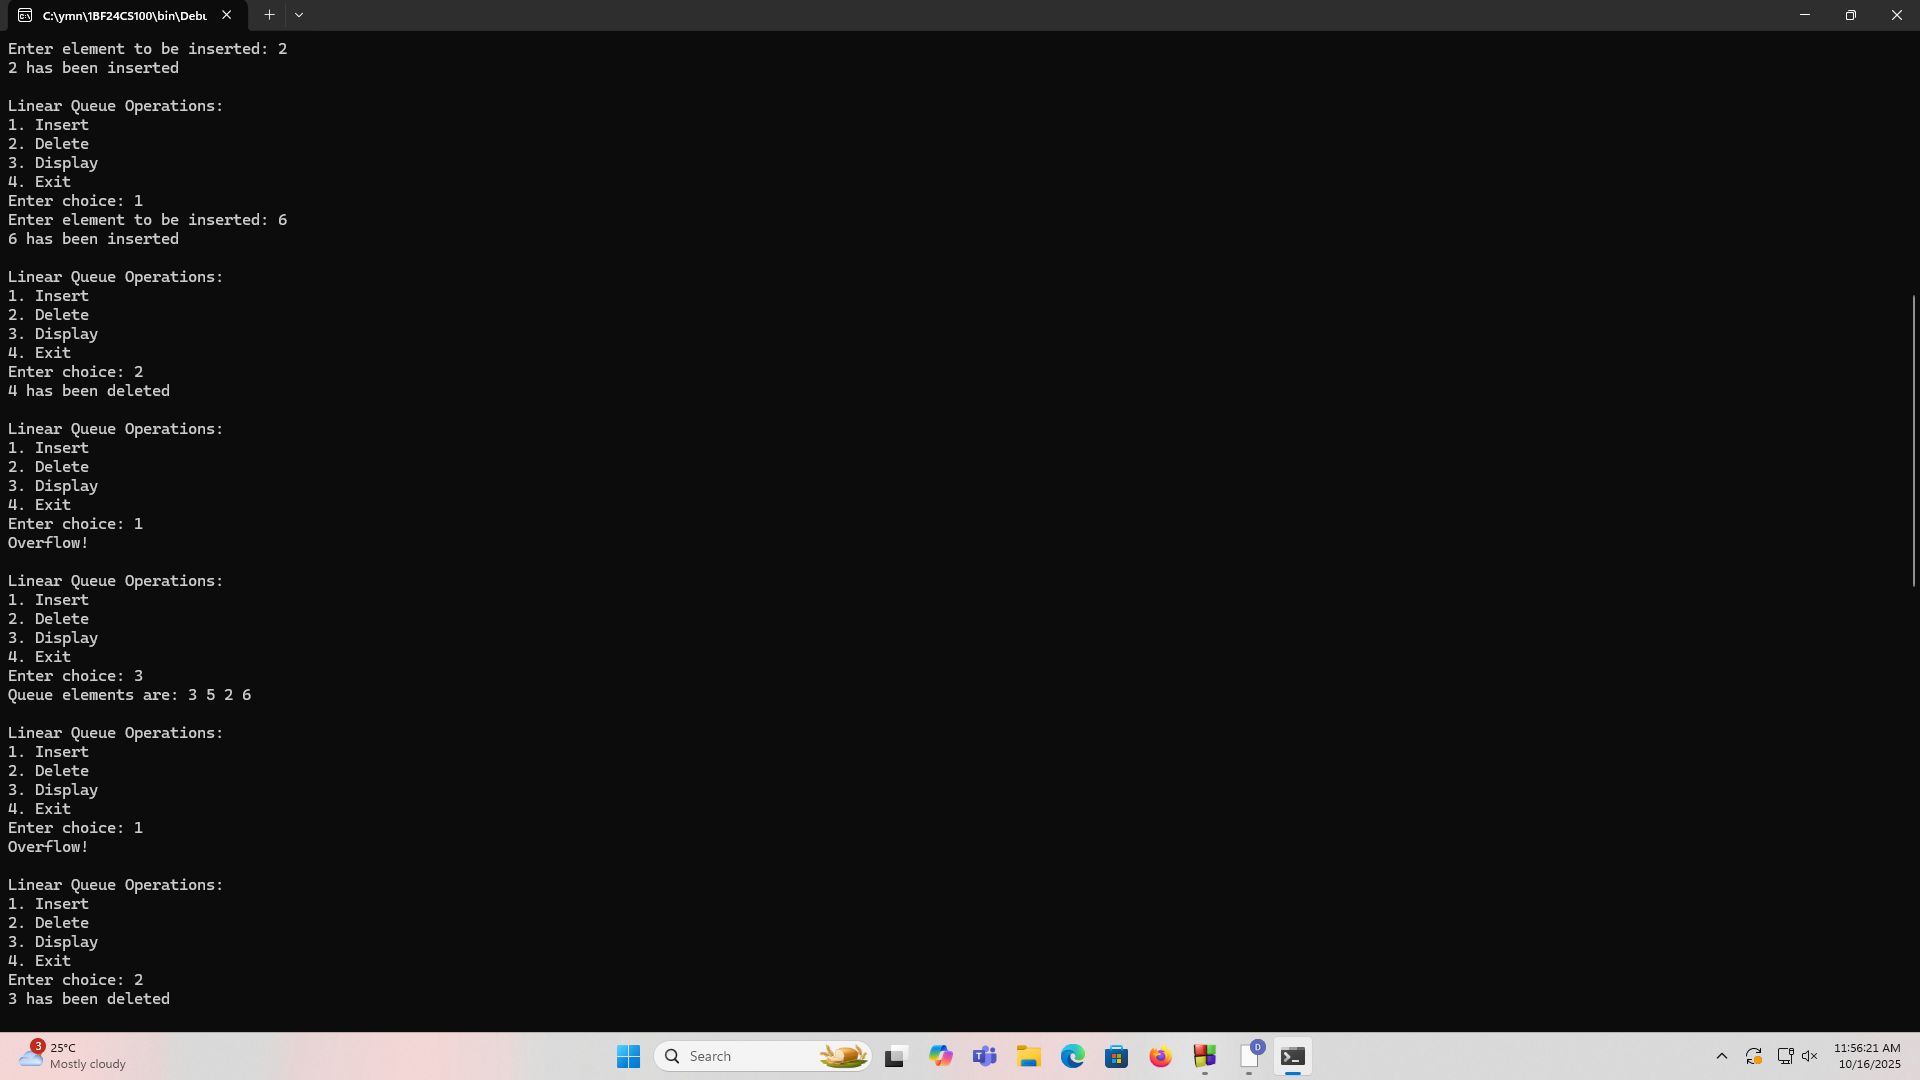 C:\ymn\1BF24CS100\bin\Debu
Enter element to be inserted: 2
2 has been inserted
Linear Queue Operations:
1. Insert
2. Delete
3. Display
4. Exit
Enter choice: 1
Enter element to be inserted: 6
6 has been inserted
Linear Queue Operations:
1. Insert
2. Delete
3. Display
4. Exit
Enter choice: 2
4 has been deleted
Linear Queue Operations:
1. Insert
2. Delete
3. Display
4. Exit
Enter choice: 1
Overflow!
Linear Queue Operations:
1. Insert
2. Delete
3. Display
4. Exit
Enter choice: 3
Queue elements are: 3 5 2 6
Linear Queue Operations:
1. Insert
2. Delete
3. Display
4. Exit
Enter choice: 1
Overflow!
Linear Queue Operations:
1. Insert
2. Delete
3. Display
4. Exit
Enter choice: 2
3 has been deleted
3
25°C
Mostly cloudy
Search
D
11:56:21 AM
10/16/2025